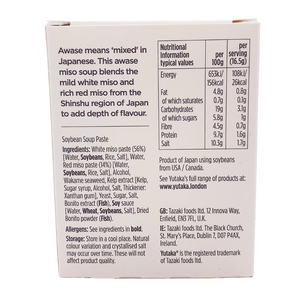 Awase means 'mixed' in
Japanese. This awase
miso soup blends the
mild white miso and
rich red miso from the
Shinshu region of Japan
to add depth of flavour.
Soybean Soup Paste
Ingredients: White miso paste (56%)
[Water, Soybeans, Rice, Salt], Water,
Red miso paste (14%) [Water,
Soybeans, Rice, Salt], Alcohol,
Wakame seaweed, Kelp extract [Kelp,
Sugar syrup, Alcohol, Salt, Thickener:
Xanthan gum], Yeast, Sugar, Salt,
Bonito extract (Fish), Soy sauce
[Water, Wheat, Soybeans, Salt], Dried
Bonito powder (Fish).
Allergens: See ingredients in bold.
Storage: Store in a cool place. Natural
colour variation and crystallised salt
may occur over time. These will not
affect product quality.
Nutritional
Information
typical values
per
100g
per
serving
(16.5g)
Energy
653kJ/
156kcal
108kJ/
26kcal
Fat 4.8g 0.8g
of which saturates 0.7g 0.1g
Carbohydrate 19g 3.1g
of which sugars 5.8g 1g
Fibre 4.5g 0.7g
Protein 9.7g 1.6g
Salt 10.3g 1.7g
Product of Japan using soybeans
from USA / Canada.
See Yutaka's full range of products at:
www.yutaka.london
GB: Tazaki foods ltd. 12 Innova Way,
Enfield, EN3 7FL, U.K.
IE: Tazaki foods ltd. The Black Church,
St. Mary's Place, Dublin 7, D07 P4AX,
Ireland.
Yutaka® is the registered trademark
of Tazaki foods ltd.